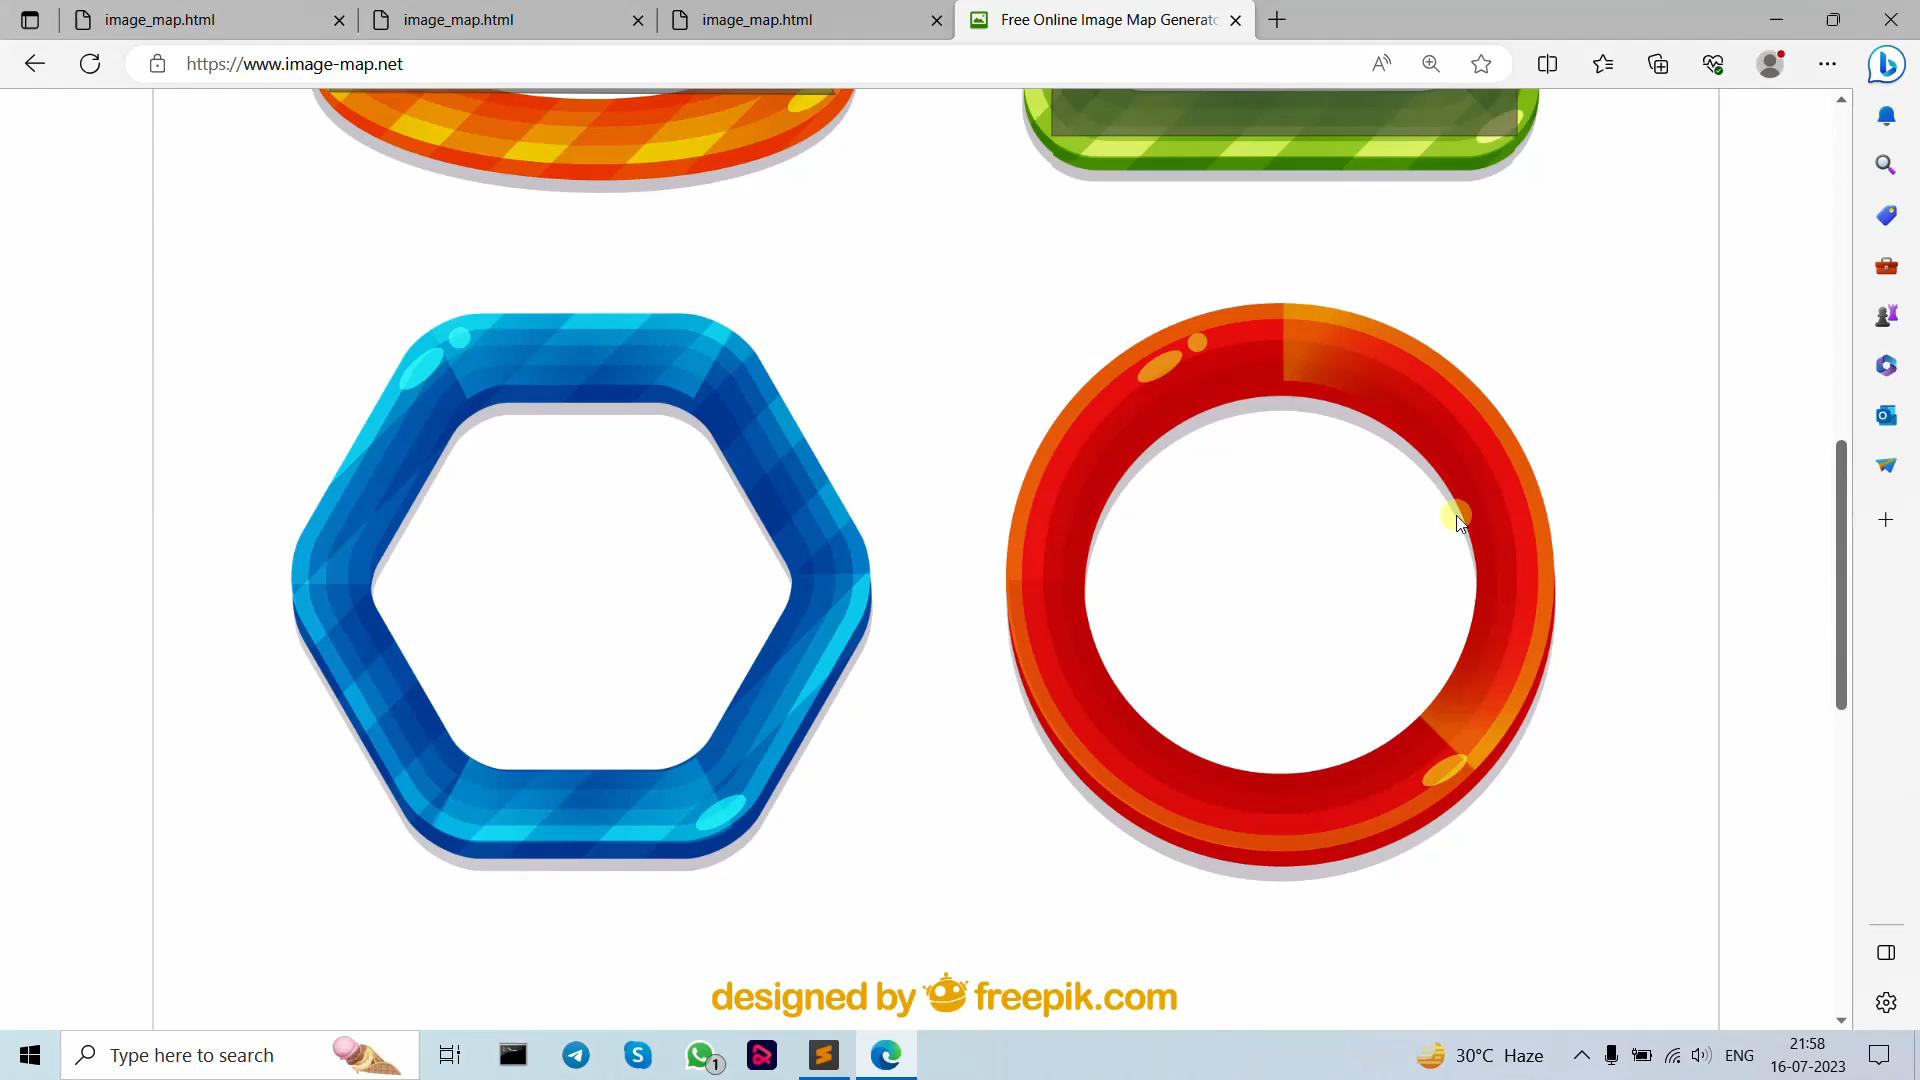 image_map.html
image_map.html
image_map.html
Free Online Image Map Generato
https://www.image-map.net
designed by freepik.com
Type here to search
1
30°C Haze
ENG
21:58
16-07-2023